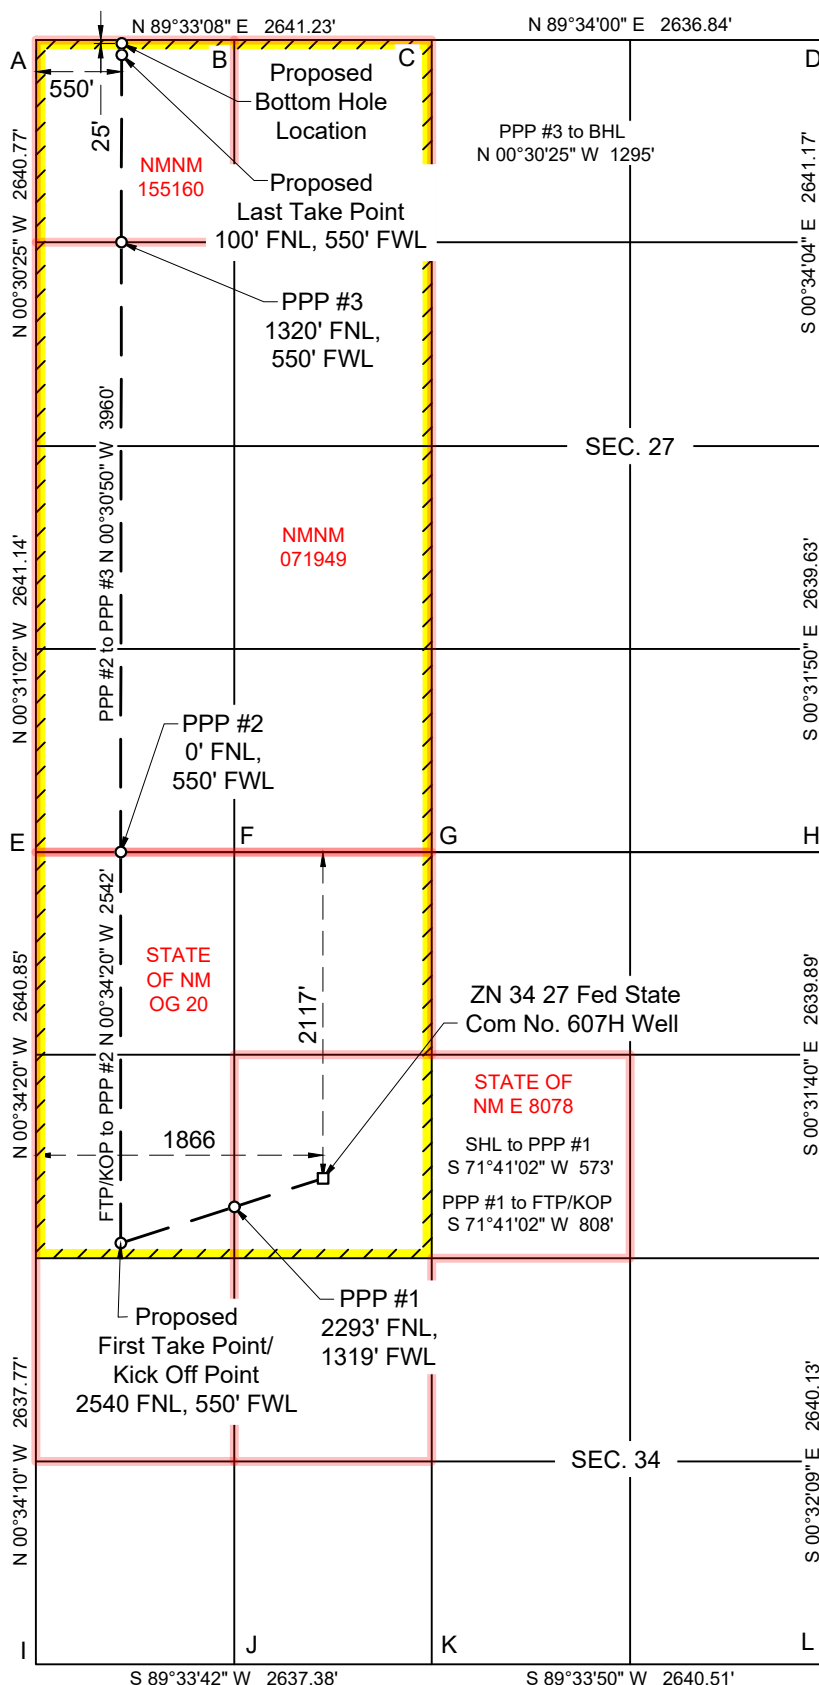 N 89°33'08" E 2641.23'
N 89°34'00" E 2636.84'
A
B
C
D
550'
25'
Proposed
Bottom Hole
Location
PPP #3 to BHL
N 00°30'25" W 1295'
NMNM
155160
Proposed
Last Take Point
100' FNL, 550' FWL
N 00°30'25" W 2640.77'
S 00°34'04" E 2641.17'
PPP #3
1320' FNL,
550' FWL
SEC. 27
PPP #2 to PPP #3 N 00°30'50" W 3960'
NMNM
071949
N 00°31'02" W 2641.14'
S 00°31'50" E 2639.63'
PPP #2
0' FNL,
550' FWL
E
F
G
H
FTP/KOP to PPP #2 N 00°34'20" W 2542'
STATE
OF NM
OG 20
2117'
ZN 34 27 Fed State
Com No. 607H Well
N 00°34'20" W 2640.85'
S 00°31'40" E 2639.89'
STATE OF
NM E 8078
1866
SHL to PPP #1
S 71°41'02" W 573'
PPP #1 to FTP/KOP
S 71°41'02" W 808'
PPP #1
2293' FNL,
1319' FWL
Proposed
First Take Point/
Kick Off Point
2540 FNL, 550' FWL
N 00°34'10" W 2637.77'
S 00°32'09" E 2640.13'
SEC. 34
I
J
K
L
S 89°33'42" W 2637.38'
S 89°33'50" W 2640.51'